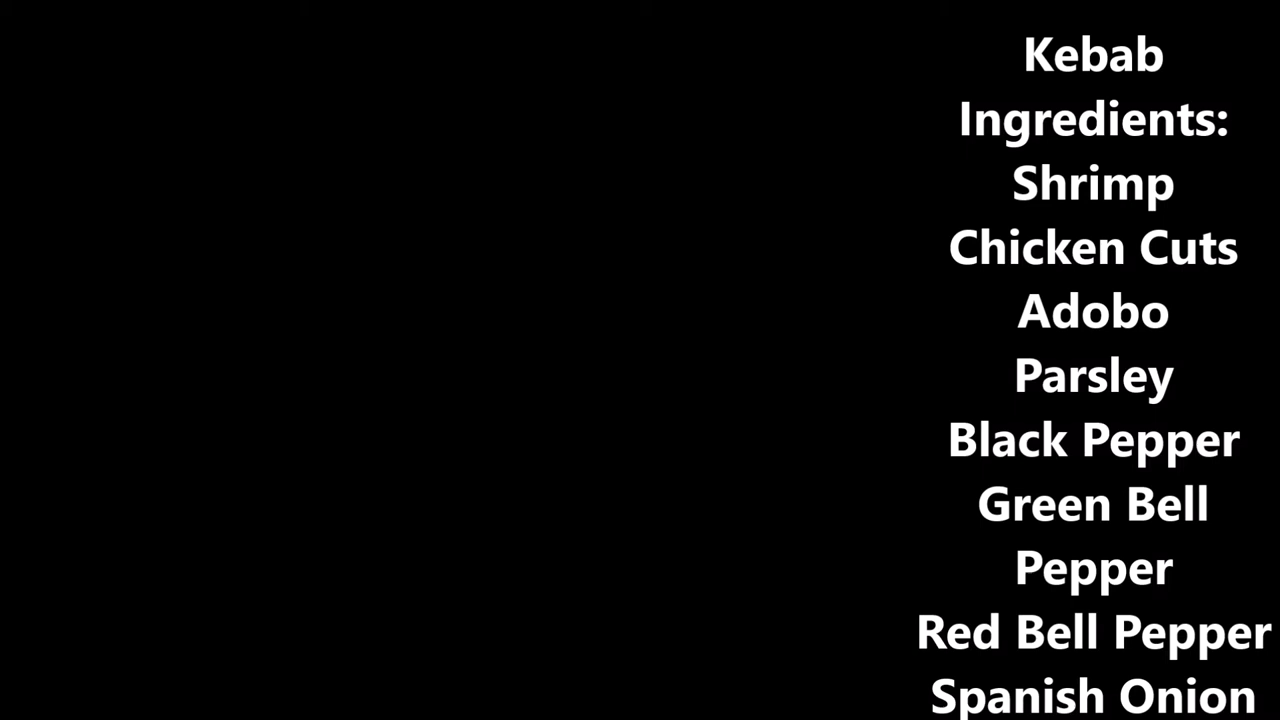 Kebab
Ingredients:
Shrimp
Chicken Cuts
Adobo
Parsley
Black Pepper
Green Bell
Pepper
Red Bell Pepper
Spanish Onion